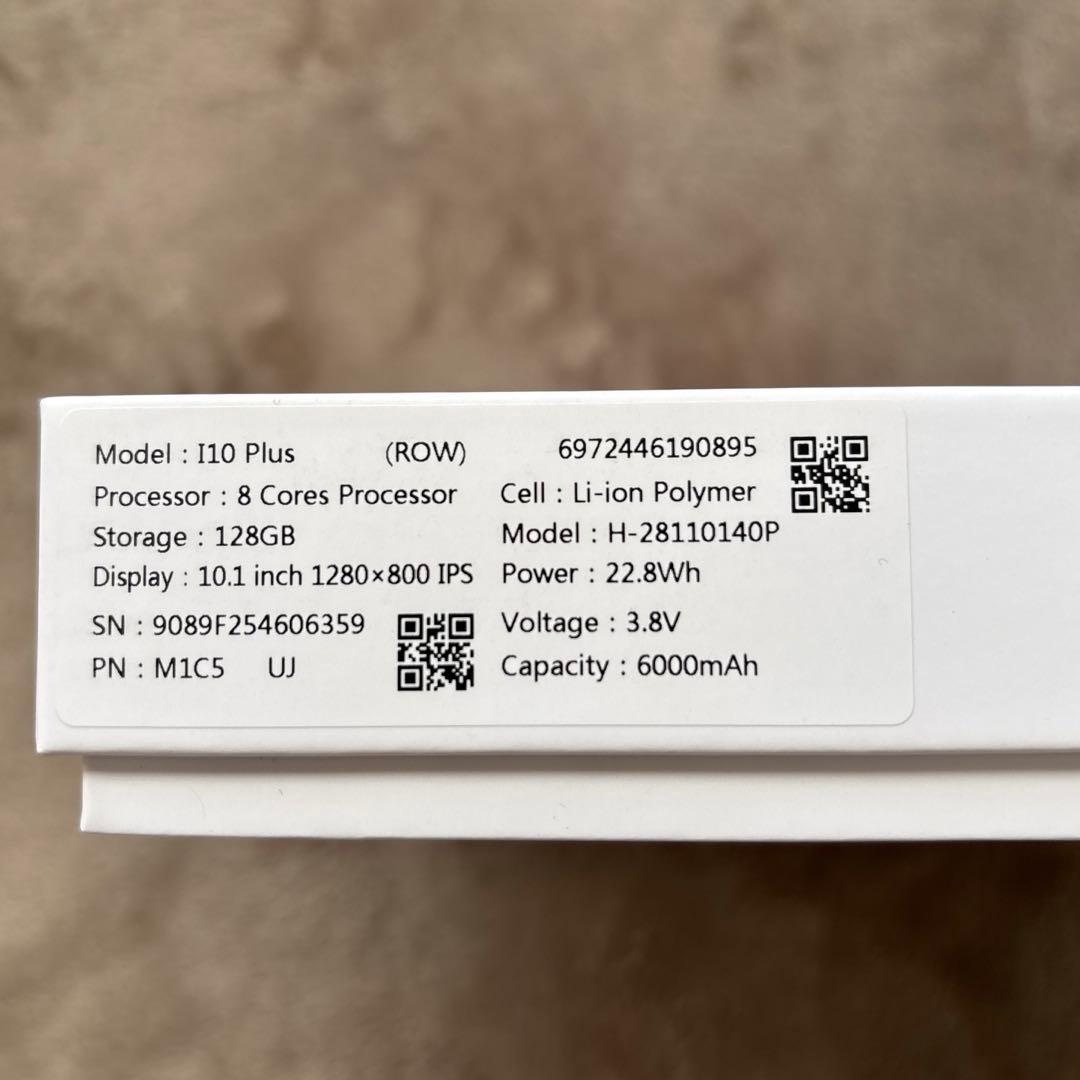 Model : I10 Plus (ROW)
Processor : 8 Cores Processor
Storage : 128GB
Display : 10.1 inch 1280×800 IPS
SN : 9089F254606359
PN : M1C5 UJ
6972446190895
Cell : Li-ion Polymer
Model : H-28110140P
Power : 22.8Wh
Voltage : 3.8V
Capacity : 6000mAh